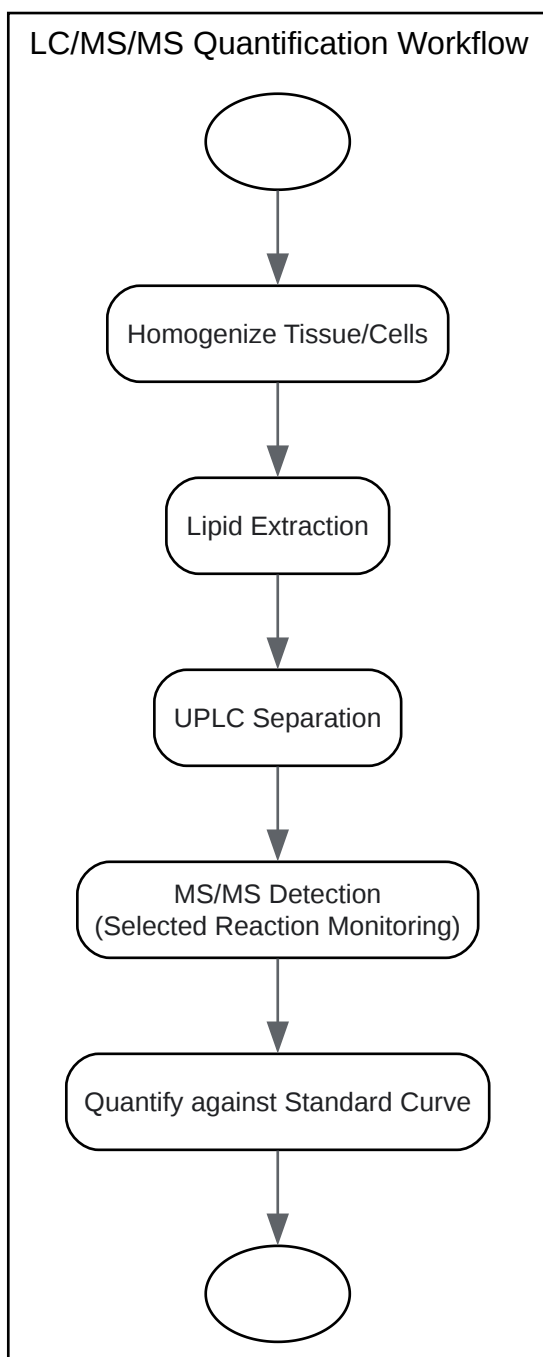 LC/MS/MS Quantification Workflow
Homogenize Tissue/Cells
Lipid Extraction
UPLC Separation
MS/MS Detection
(Selected Reaction Monitoring)
Quantify against Standard Curve